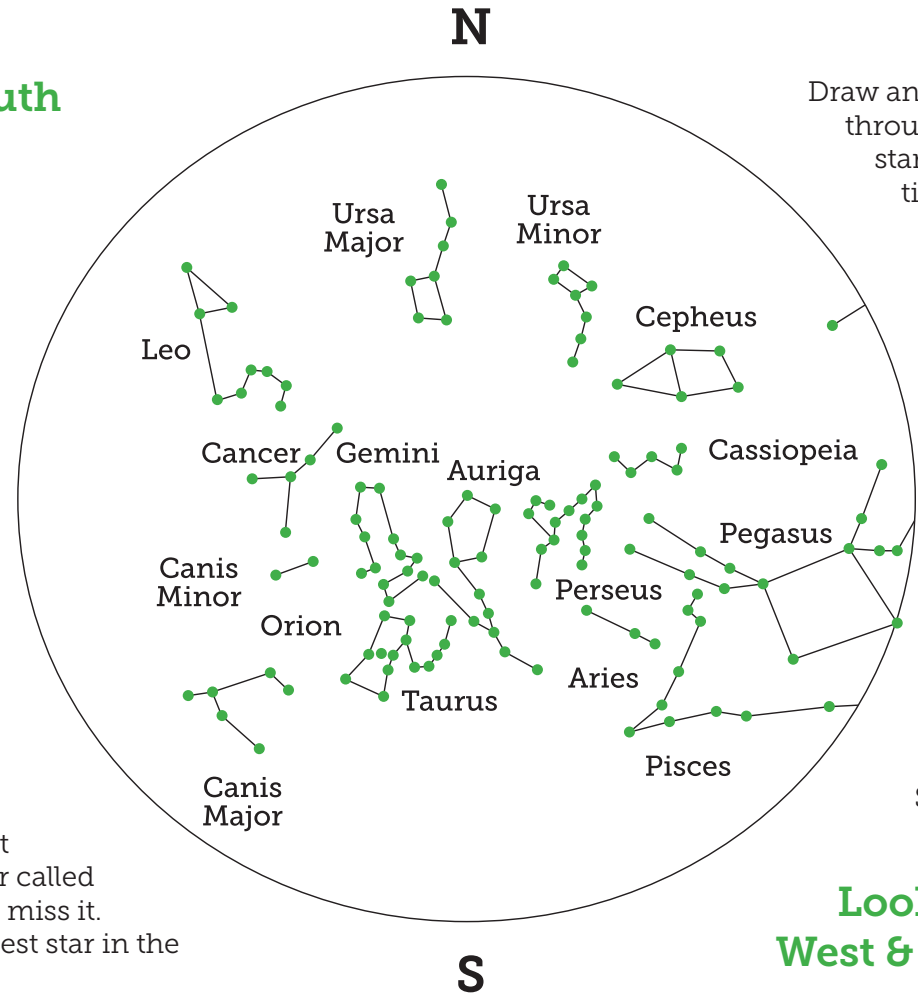 N
uth
Draw an
throu
star
ti
Ursa
Major
Ursa
Minor
Cepheus
Leo
Cancer
Gemini
Auriga
Cassiopeia
Pegasus
Canis
Minor
Perseus
Orion
Aries
Taurus
Pisces
Canis
Major
t
r called
miss it.
est star in the
Loo
West &
S